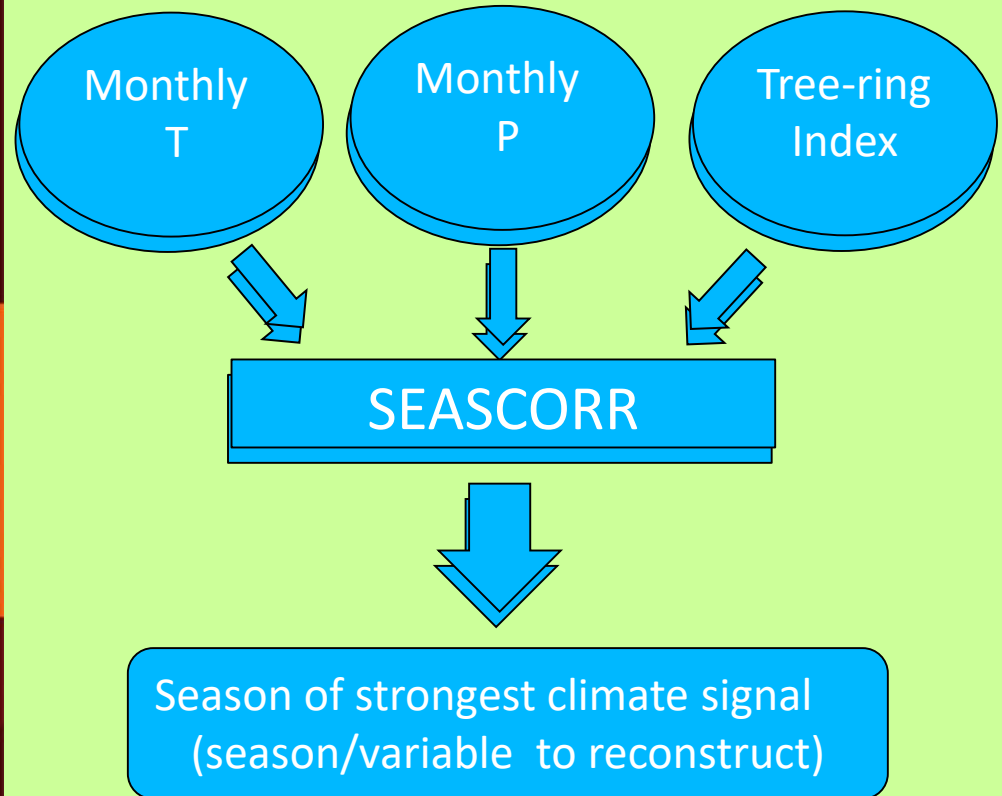 Monthly
T
Monthly
P
Tree-ring
Index
SEASCORR
Season of strongest climate signal
(season/variable to reconstruct)